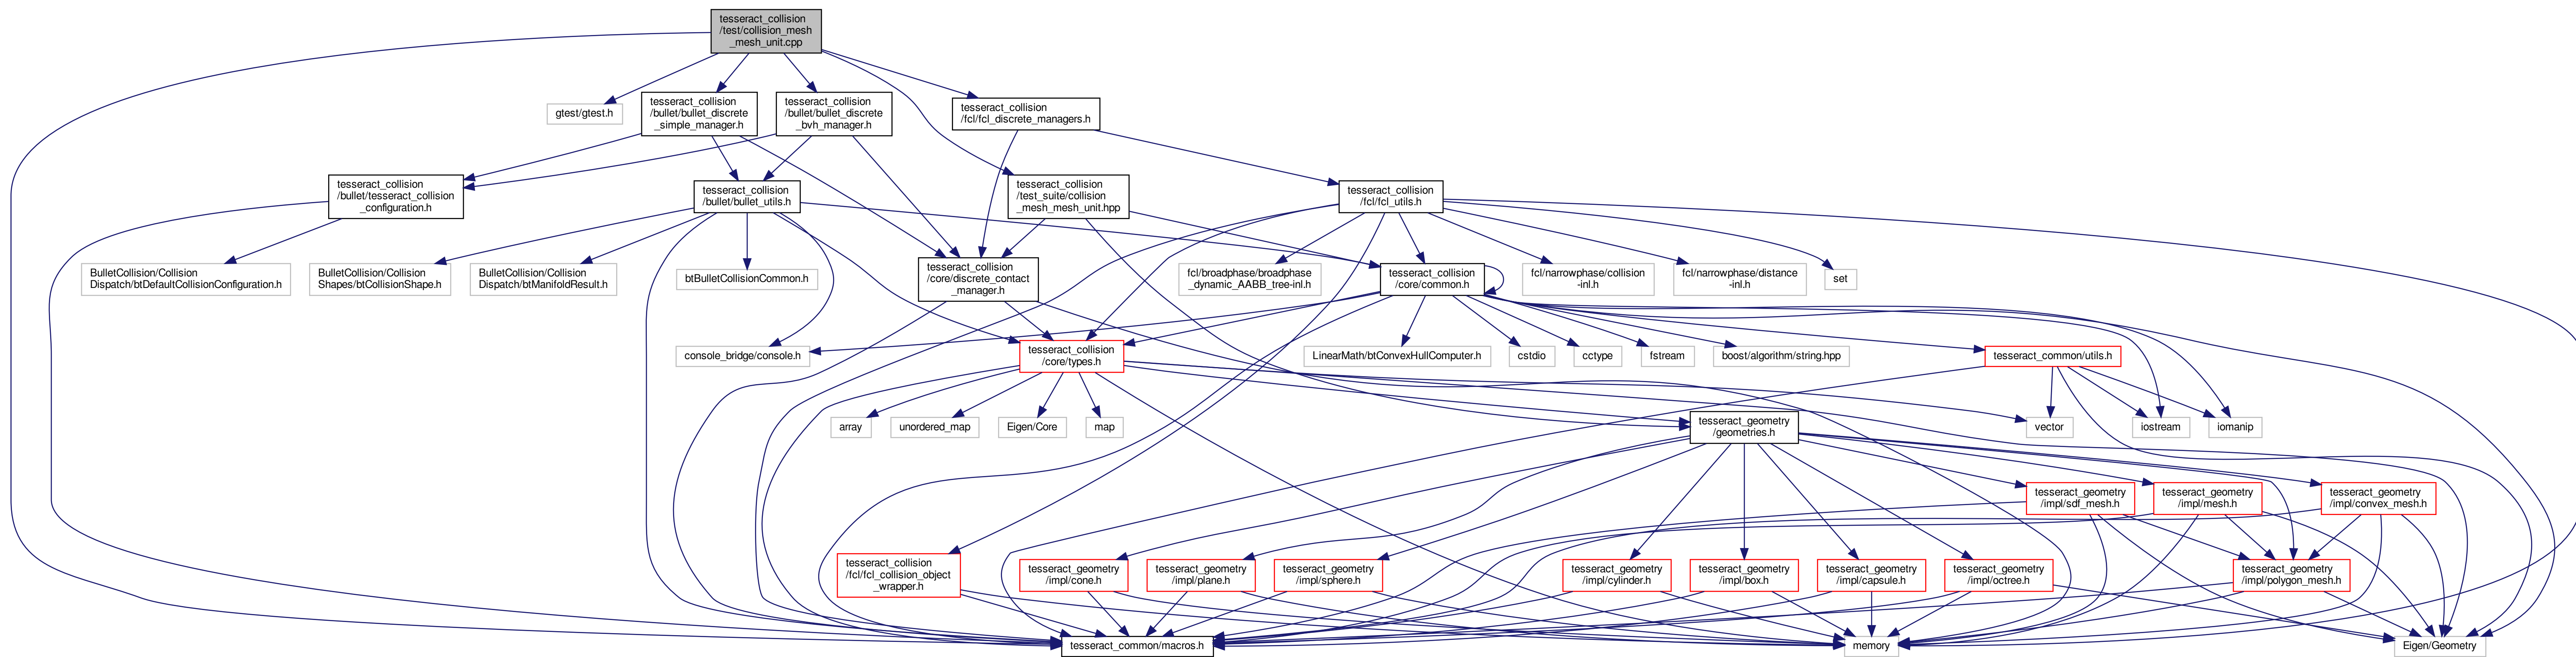 tesseract_collision
/test/collision_mesh
_mesh_unit.cpp
gtest/gtest.h
tesseract_collision
/bullet/bullet_discrete
_simple_manager.h
tesseract_collision
/bullet/bullet_discrete
_bvh_manager.h
tesseract_collision
/fcl/fcl_discrete_managers.h
tesseract_collision
/bullet/tesseract_collision
_configuration.h
tesseract_collision
/bullet/bullet_utils.h
tesseract_collision
/test_suite/collision
_mesh_mesh_unit.hpp
tesseract_collision
/fcl/fcl_utils.h
BulletCollision/Collision
Dispatch/btDefaultCollisionConfiguration.h
BulletCollision/Collision
Shapes/btCollisionShape.h
BulletCollision/Collision
Dispatch/btManifoldResult.h
btBulletCollisionCommon.h
tesseract_collision
/core/discrete_contact
_manager.h
fcl/broadphase/broadphase
_dynamic_AABB_tree-inl.h
tesseract_collision
/core/common.h
fcl/narrowphase/collision
-inl.h
fcl/narrowphase/distance
-inl.h
set
console_bridge/console.h
tesseract_collision
/core/types.h
LinearMath/btConvexHullComputer.h
cstdio
cctype
fstream
boost/algorithm/string.hpp
tesseract_common/utils.h
array
unordered_map
Eigen/Core
map
tesseract_geometry
/geometries.h
vector
iostream
iomanip
tesseract_geometry
/impl/sdf_mesh.h
tesseract_geometry
/impl/mesh.h
tesseract_geometry
/impl/convex_mesh.h
tesseract_collision
/fcl/fcl_collision_object
_wrapper.h
tesseract_geometry
/impl/cone.h
tesseract_geometry
/impl/plane.h
tesseract_geometry
/impl/sphere.h
tesseract_geometry
/impl/cylinder.h
tesseract_geometry
/impl/box.h
tesseract_geometry
/impl/capsule.h
tesseract_geometry
/impl/octree.h
tesseract_geometry
/impl/polygon_mesh.h
tesseract_common/macros.h
memory
Eigen/Geometry